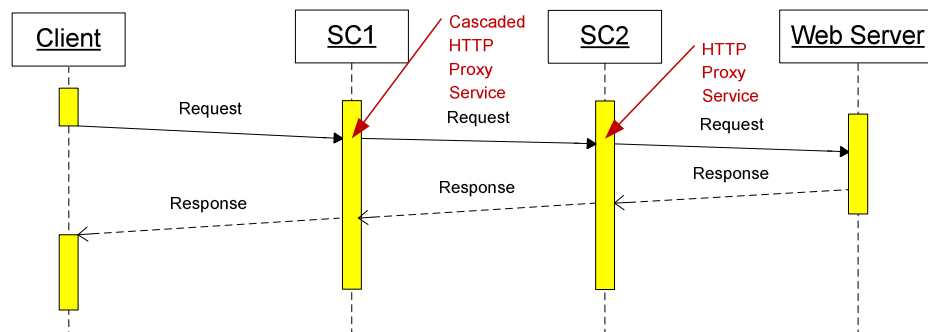 Client
SC1
SC2
Web Server
Cascaded
HTTP
Proxy
Service
HTTP
Proxy
Service
Request
Request
Request
Response
Response
Response